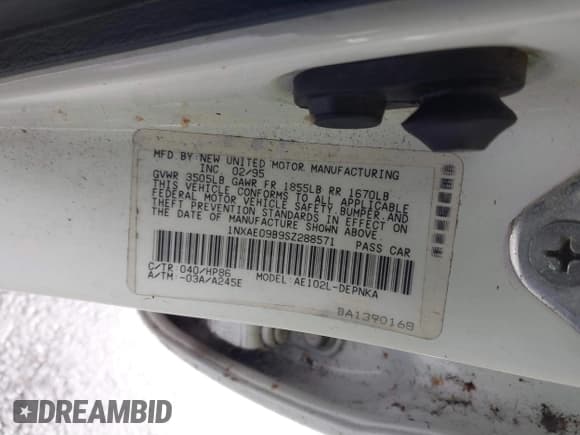 MFD. BY: NEW UNITED MOTOR MANUFACTURING
INC. 02/95
GVWR 3505LB GAWR FR 1855LB RR 1670LB
THIS VEHICLE CONFORMS TO ALL APPLICABLE
FEDERAL MOTOR VEHICLE SAFETY, BUMPER, AND
THEFT PREVENTION STANDARDS IN EFFECT ON
THE DATE OF MANUFACTURE SHOWN ABOVE.
1NXAE09B9SZ288571 PASS CAR
C/TR: 040/HP86 MODEL: AE102L-DEPNKA
A/TM: -03A/A245E
BA1390168
DREAMBID